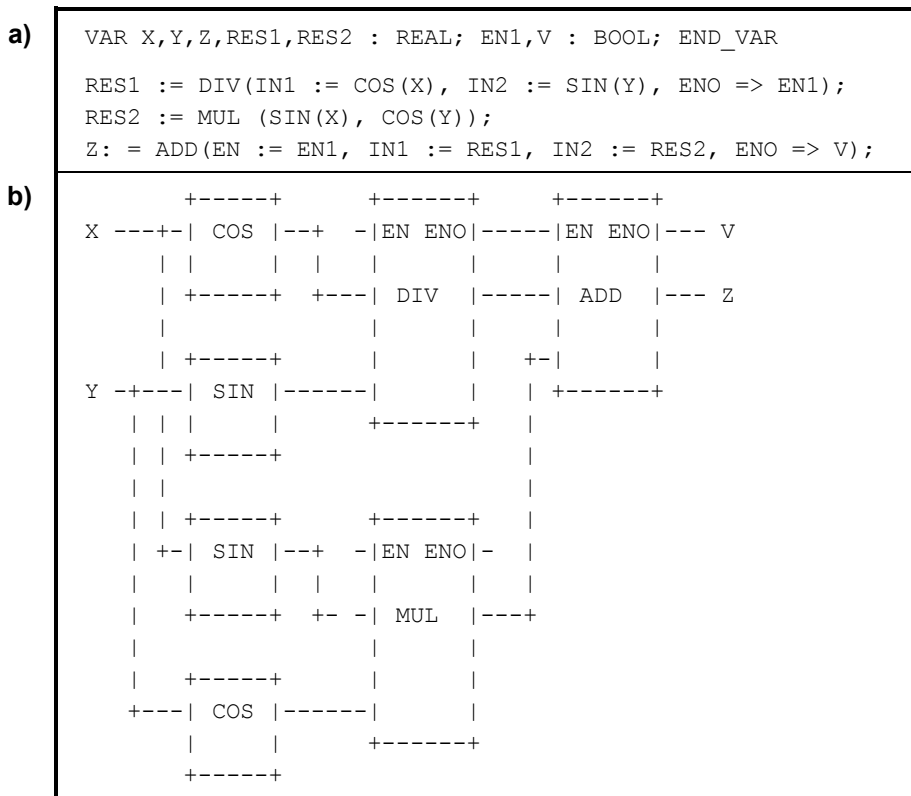 a)
VAR X,Y,Z,RES1,RES2 : REAL; EN1,V : BOOL; END_VAR
RES1 := DIV(IN1 := COS(X), IN2 := SIN(Y), ENO => EN1);
RES2 := MUL (SIN(X), COS(Y));
Z: = ADD(EN := EN1, IN1 := RES1, IN2 := RES2, ENO => V);
b)
       +-----+      +------+     +------+
X ---+-| COS |--+  -|EN ENO|-----|EN ENO|--- V
     | |     |  |   |      |     |      |
     | +-----+  +---| DIV  |-----| ADD  |--- Z
     |              |      |     |      |
     | +-----+      |      |   +-|      |
Y -+---| SIN |------|      |   | +------+
   | | |     |      +------+   |
   | | +-----+                 |
   | |                         |
   | | +-----+      +------+   |
   | +-| SIN |--+  -|EN ENO|-  |
   |   |     |  |   |      |   |
   |   +-----+  +- -| MUL  |---+
   |                |      |
   |   +-----+      |      |
   +---| COS |------|      |
       |     |      +------+
       +-----+